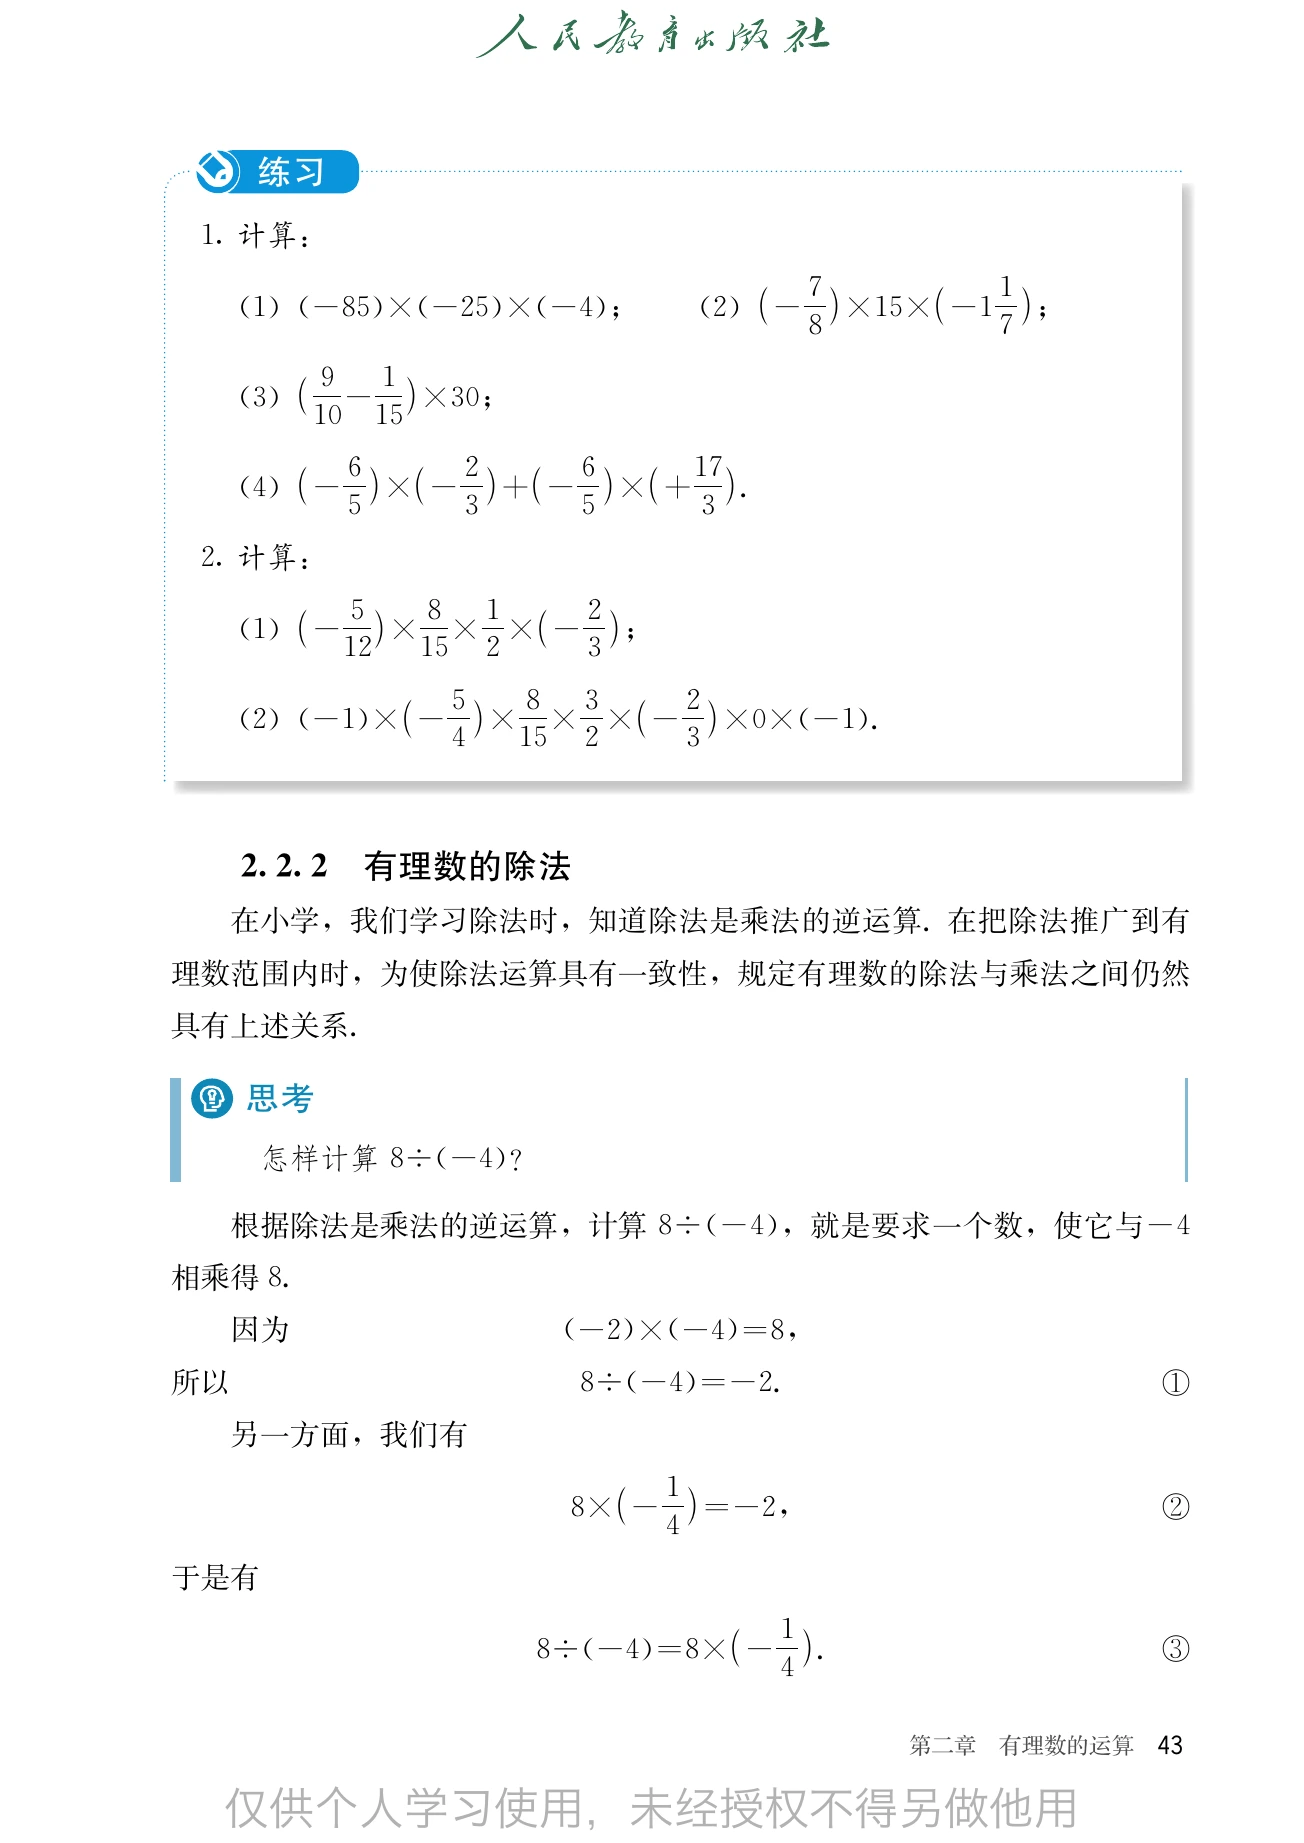 人民教育出版社
练习
1. 计算：
(1) (－85)×(－25)×(－4)； (2) (－7/8)×15×(－1 1/7)；
(3) (9/10－1/15)×30；
(4) (－6/5)×(－2/3)＋(－6/5)×(＋17/3).
2. 计算：
(1) (－5/12)×8/15×1/2×(－2/3)；
(2) (－1)×(－5/4)×8/15×3/2×(－2/3)×0×(－1).
2.2.2 有理数的除法
在小学，我们学习除法时，知道除法是乘法的逆运算. 在把除法推广到有
理数范围内时，为使除法运算具有一致性，规定有理数的除法与乘法之间仍然
具有上述关系.
思考
怎样计算 8÷(－4)?
根据除法是乘法的逆运算，计算 8÷(－4)，就是要求一个数，使它与－4
相乘得 8.
因为 (－2)×(－4)＝8，
所以 8÷(－4)＝－2. ①
另一方面，我们有
8×(－1/4)＝－2， ②
于是有
8÷(－4)＝8×(－1/4). ③
第二章 有理数的运算 43
仅供个人学习使用，未经授权不得另做他用